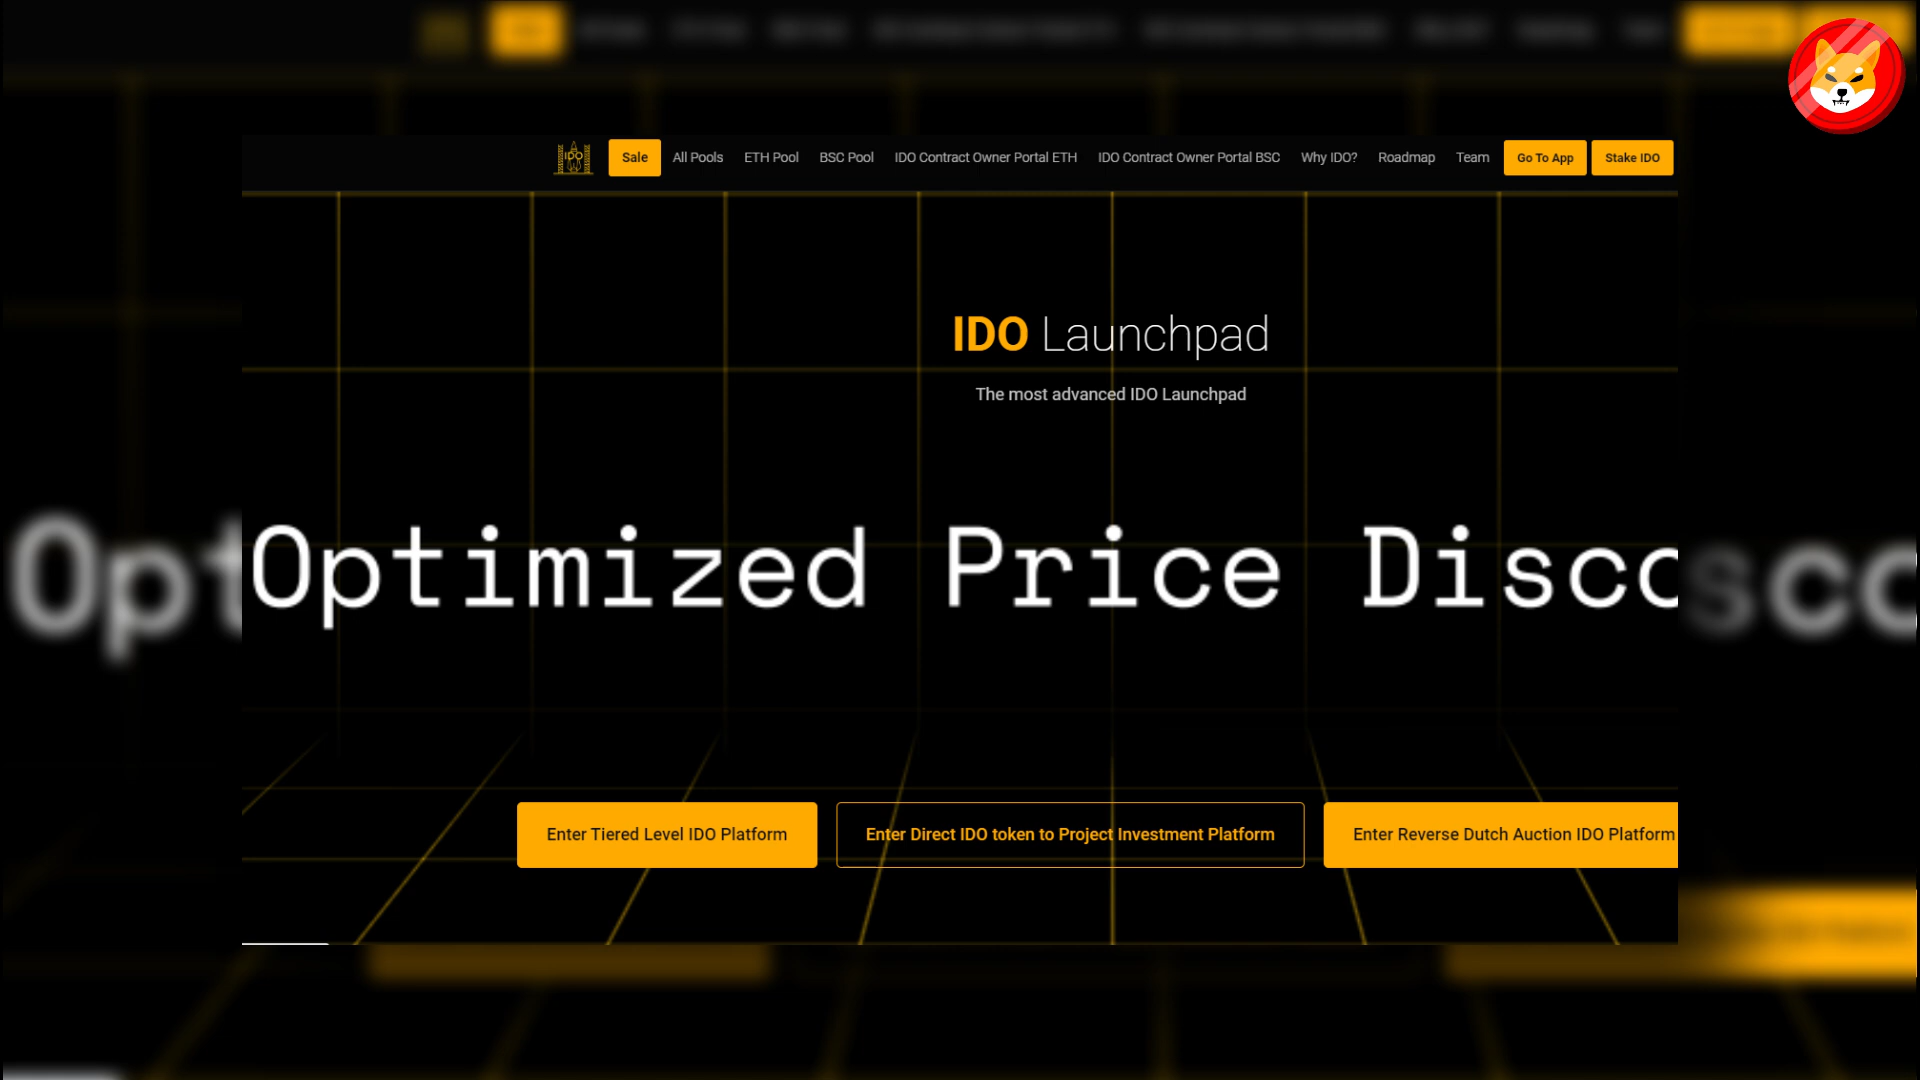 IDO Sale All Pools ETH Pool BSC Pool IDO Contract Owner Portal ETH IDO Contract Owner Portal BSC Why IDO? Roadmap Team Go To App Stake IDO
IDO Launchpad
The most advanced IDO Launchpad
Optimized Price Disco
Enter Tiered Level IDO Platform Enter Direct IDO token to Project Investment Platform Enter Reverse Dutch Auction IDO Platform